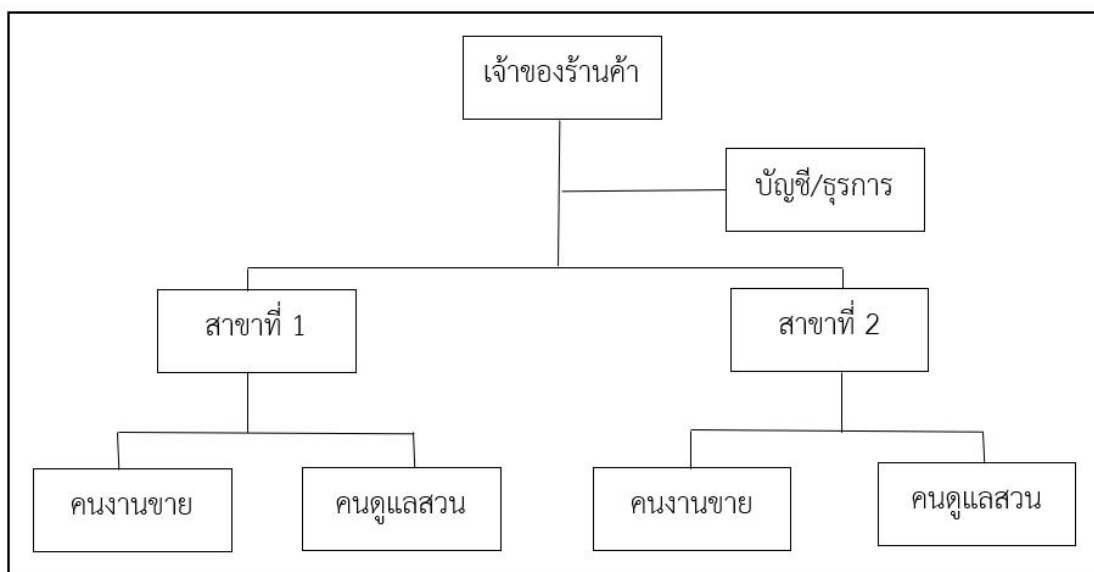 เจ้าของร้านค้า
บัญชี/ธุรการ
สาขาที่ 1
สาขาที่ 2
คนงานขาย
คนดูแลสวน
คนงานขาย
คนดูแลสวน